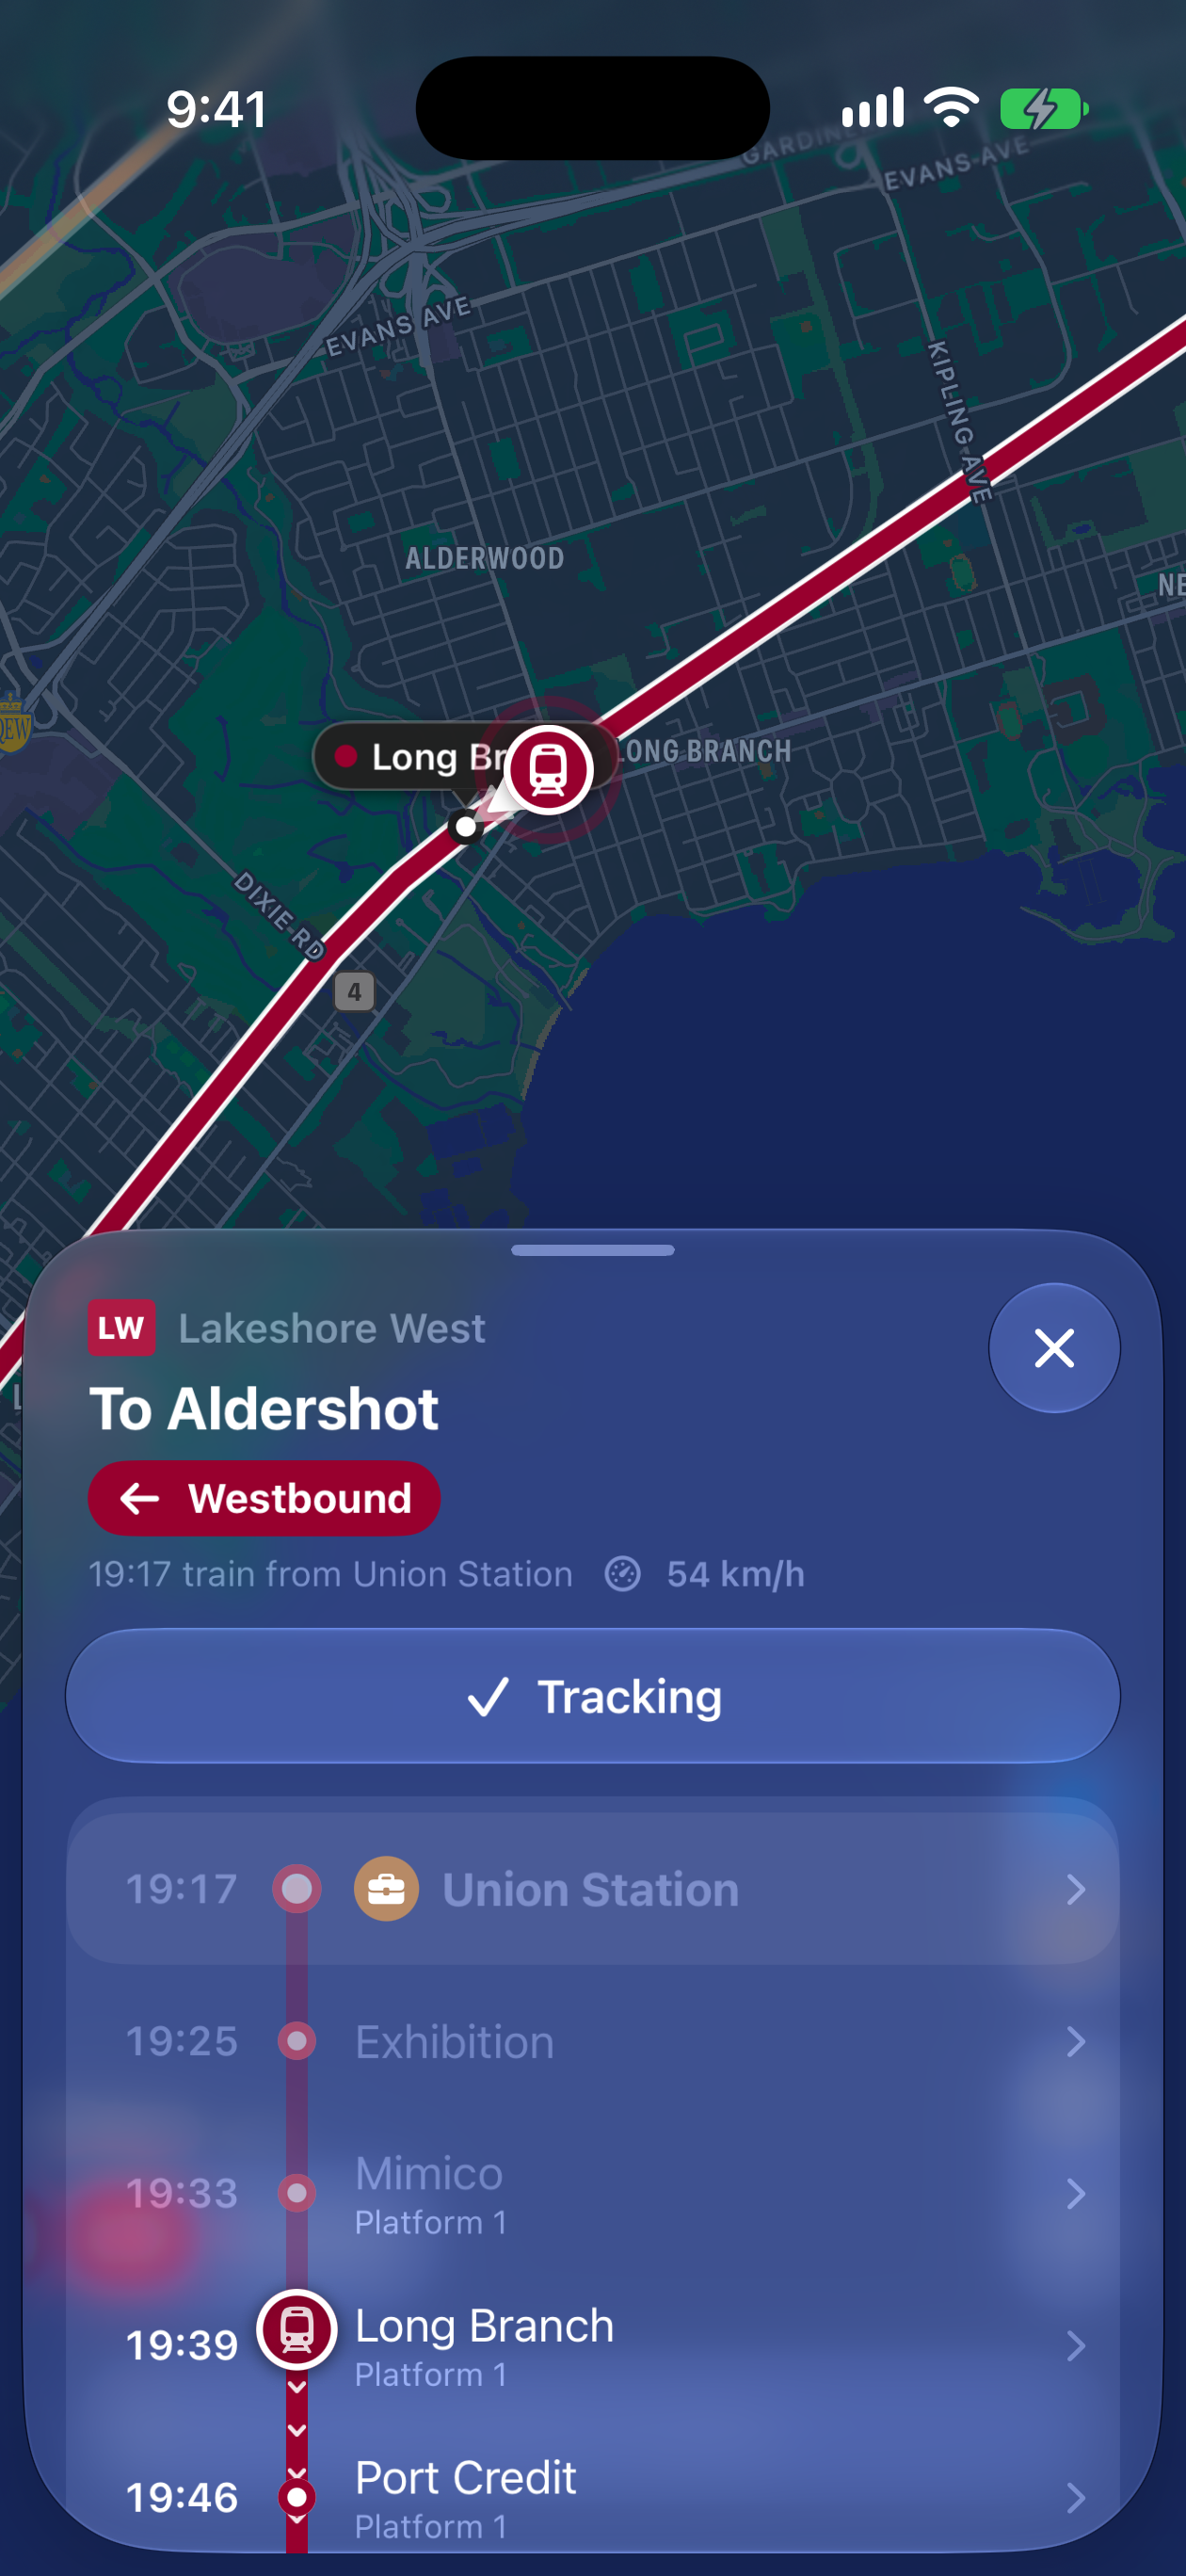 9:41
GARDIN
EVANS AVE
EVANS AVE
KIPLING AVE
ALDERWOOD
NE
QEW
Long Br
LONG BRANCH
DIXIE RD
4
L
LW Lakeshore West
To Aldershot
Westbound
19:17 train from Union Station 54 km/h
Tracking
19:17 Union Station
19:25 Exhibition
19:33 Mimico
Platform 1
19:39 Long Branch
Platform 1
19:46 Port Credit
Platform 1